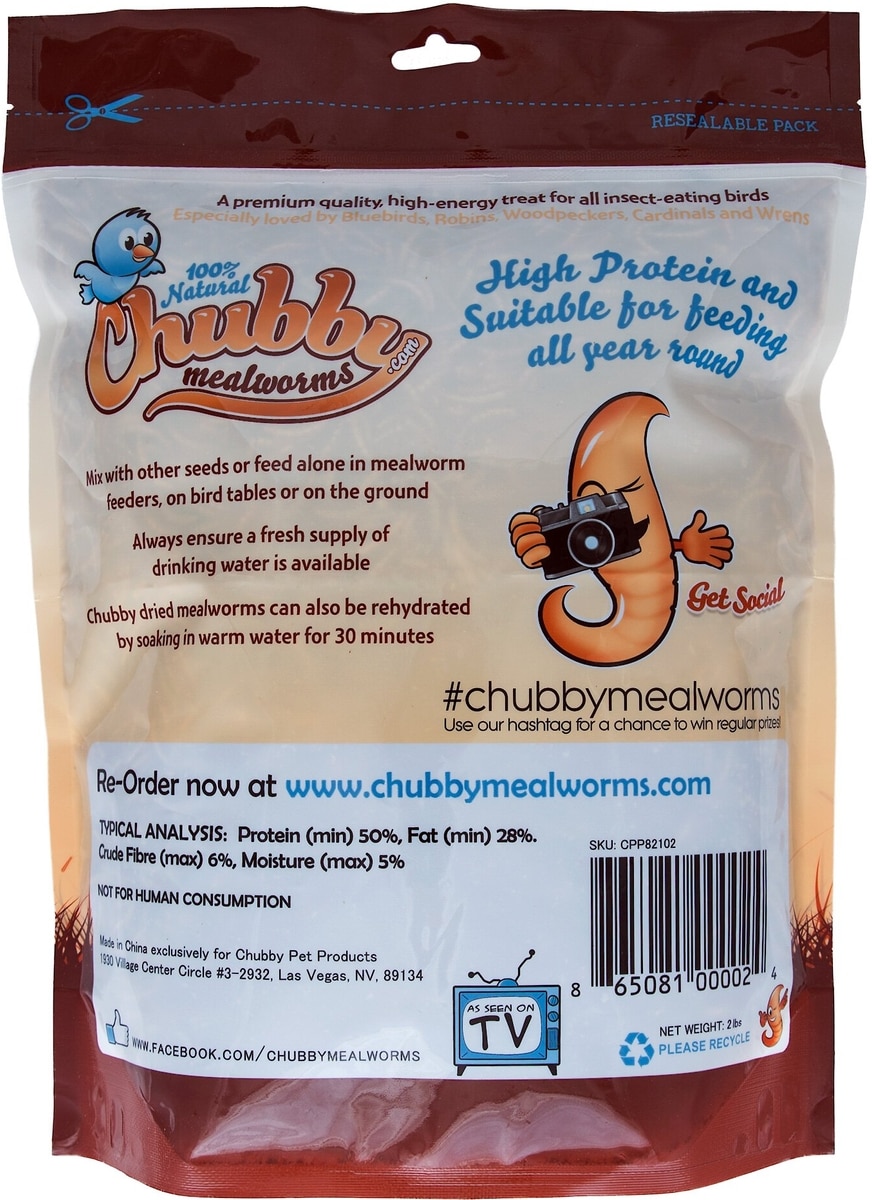 RESEALABLE PACK
A premium quality, high-energy treat for all insect-eating birds
Especially loved by Bluebirds, Robins, Woodpeckers, Cardinals and Wrens
100%
Natural
Chubby
mealworms
.com
High Protein and
Suitable for feeding
all year round
Mix with other seeds or feed alone in mealworm
feeders, on bird tables or on the ground
Always ensure a fresh supply of
drinking water is available
Chubby dried mealworms can also be rehydrated
by soaking in warm water for 30 minutes
Get Social
#chubbymealworms
Use our hashtag for a chance to win regular prizes!
Re-Order now at www.chubbymealworms.com
TYPICAL ANALYSIS: Protein (min) 50%, Fat (min) 28%.
Crude Fibre (max) 6%, Moisture (max) 5%
NOT FOR HUMAN CONSUMPTION
SKU: CPP82102
Made in China exclusively for Chubby Pet Products
1930 Village Center Circle #3-2932, Las Vegas, NV, 89134
8 65081 00002 4
AS SEEN ON
TV
NET WEIGHT: 2 lbs
PLEASE RECYCLE
WWW.FACEBOOK.COM/CHUBBYMEALWORMS